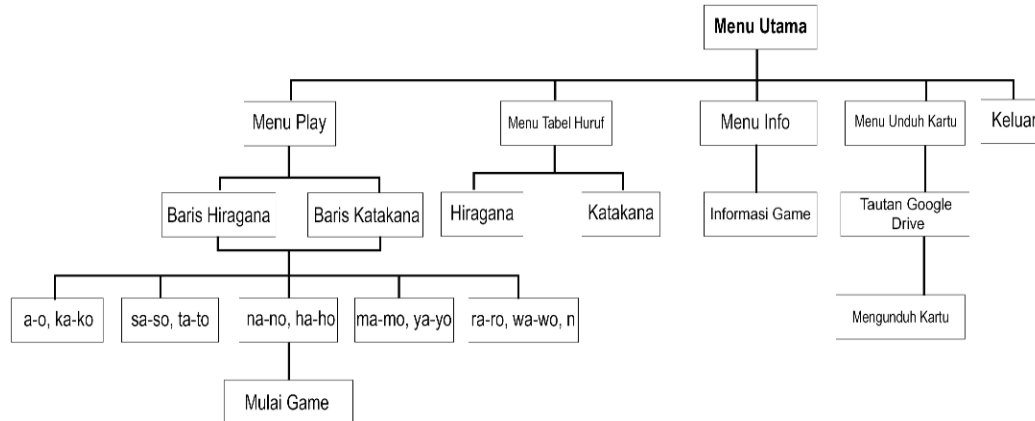 Menu Utama
Menu Play
Menu Tabel Huruf
Menu Info
Menu Unduh Kartu
Keluar
Baris Hiragana
Baris Katakana
Hiragana
Katakana
Informasi Game
Tautan Google
Drive
a-o, ka-ko
sa-so, ta-to
na-no, ha-ho
ma-mo, ya-yo
ra-ro, wa-wo, n
Mengunduh Kartu
Mulai Game